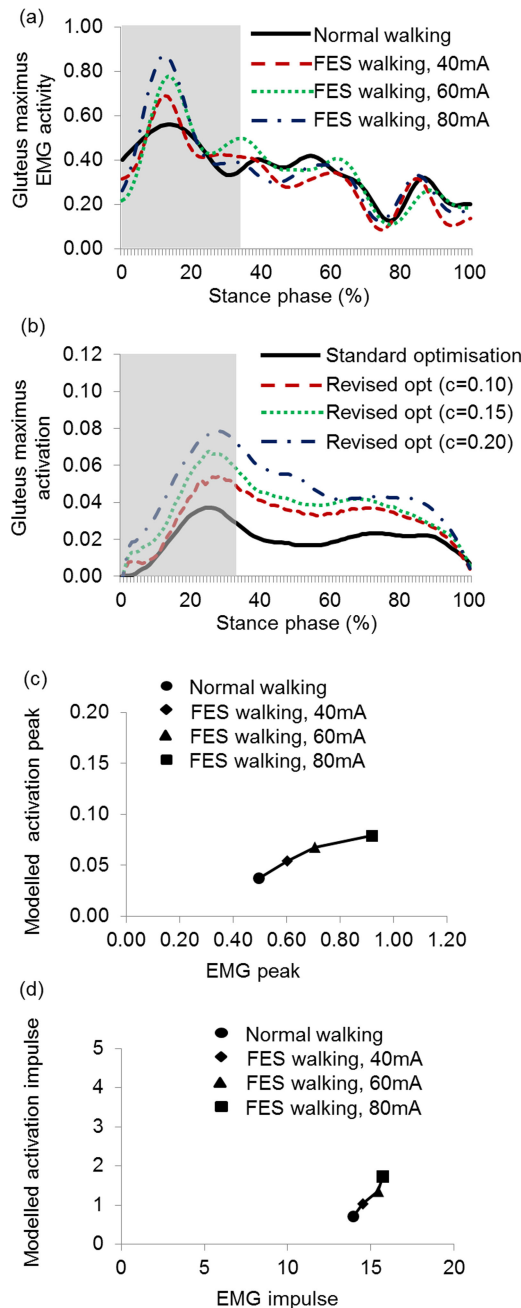 (a)
Normal walking
FES walking, 40mA
FES walking, 60mA
FES walking, 80mA
Gluteus maximus
EMG activity
1.00
0.80
0.60
0.40
0.20
0.00
0 20 40 60 80 100
Stance phase (%)
(b)
Standard optimisation
Revised opt (c=0.10)
Revised opt (c=0.15)
Revised opt (c=0.20)
Gluteus maximus
activation
0.12
0.10
0.08
0.06
0.04
0.02
0.00
0 20 40 60 80 100
Stance phase (%)
(c)
Normal walking
FES walking, 40mA
FES walking, 60mA
FES walking, 80mA
Modelled activation peak
0.20
0.15
0.10
0.05
0.00
0.00 0.20 0.40 0.60 0.80 1.00 1.20
EMG peak
(d)
Normal walking
FES walking, 40mA
FES walking, 60mA
FES walking, 80mA
Modelled activation impulse
5
4
3
2
1
0
0 5 10 15 20
EMG impulse